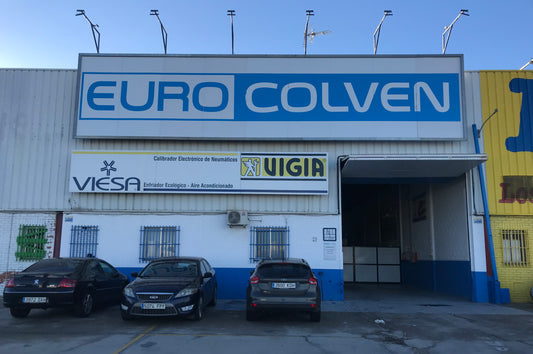 EURO COLVEN
Calibrador Electrónico de Neumáticos
VIGIA
VIESA
Enfriador Ecológico - Aire Acondicionado